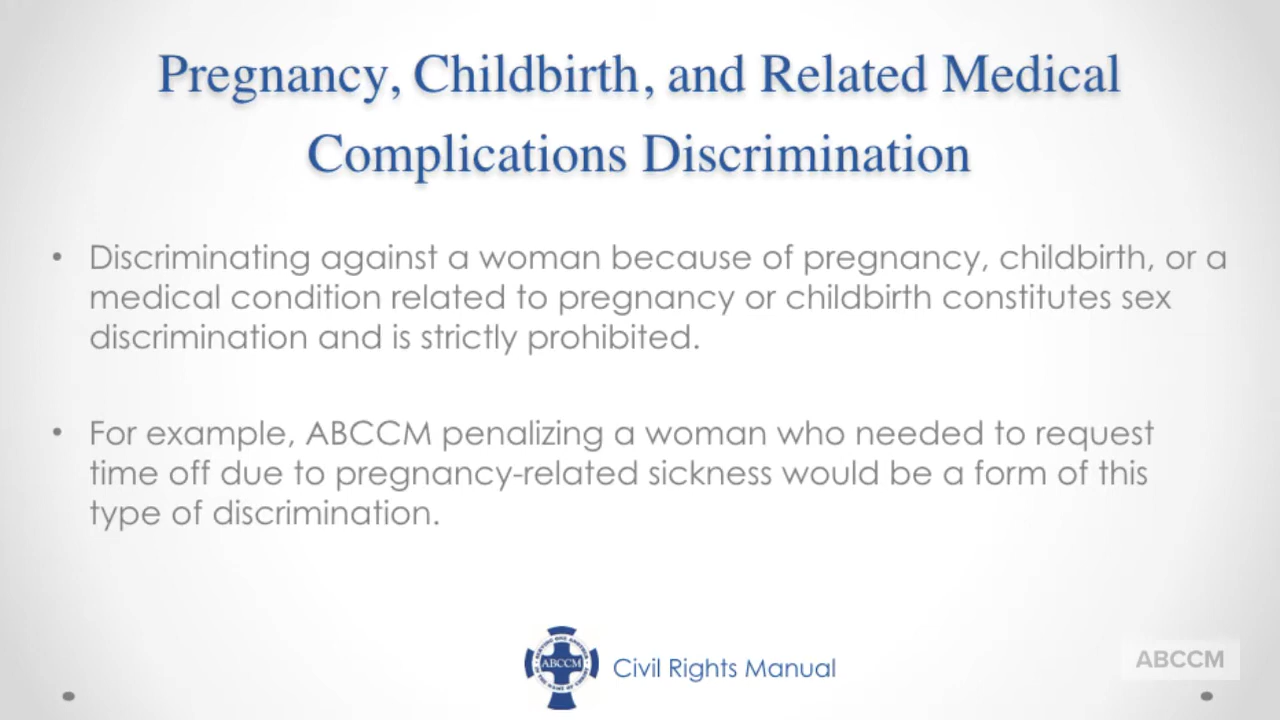 Pregnancy, Childbirth, and Related Medical
Complications Discrimination
• Discriminating against a woman because of pregnancy, childbirth, or a
medical condition related to pregnancy or childbirth constitutes sex
discrimination and is strictly prohibited.
• For example, ABCCM penalizing a woman who needed to request
time off due to pregnancy-related sickness would be a form of this
type of discrimination.
ABCCM
Civil Rights Manual
ABCCM